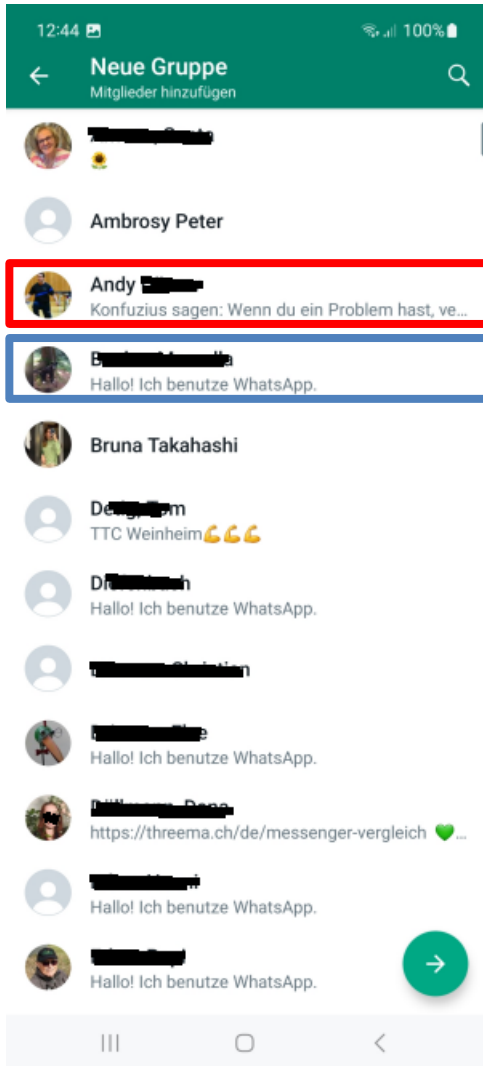 12:44
100%
Neue Gruppe
Mitglieder hinzufügen
🌻
Ambrosy Peter
Andy
Konfuzius sagen: Wenn du ein Problem hast, ve...
Hallo! Ich benutze WhatsApp.
Bruna Takahashi
TTC Weinheim💪💪💪
Hallo! Ich benutze WhatsApp.
Hallo! Ich benutze WhatsApp.
https://threema.ch/de/messenger-vergleich 💚...
Hallo! Ich benutze WhatsApp.
Hallo! Ich benutze WhatsApp.